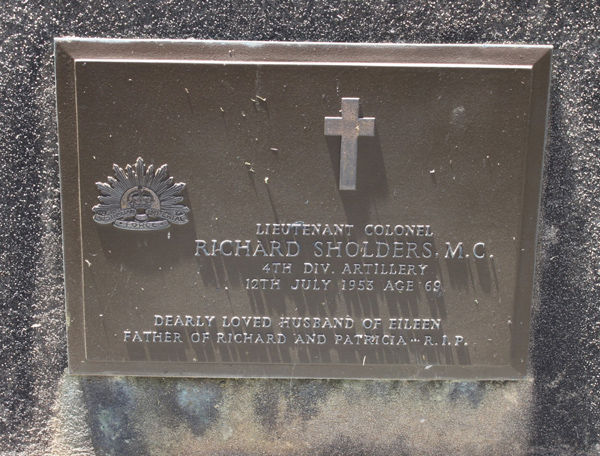 LIEUTENANT COLONEL
RICHARD SHOLDERS, M.C.
4TH DIV. ARTILLERY
12TH JULY 1953 AGE 69
DEARLY LOVED HUSBAND OF EILEEN
FATHER OF RICHARD AND PATRICIA - R.I.P.